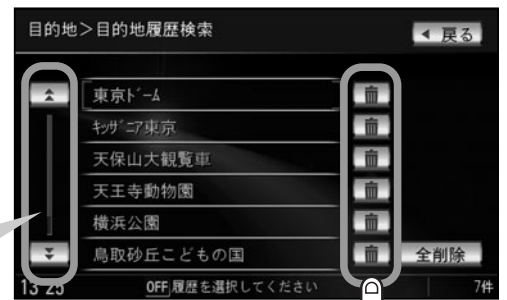 目的地>目的地履歴検索
戻る
東京ドーム
キッザニア東京
天保山大観覧車
天王寺動物園
横浜公園
鳥取砂丘こどもの国
全削除
13 25
OFF 履歴を選択してください
7件